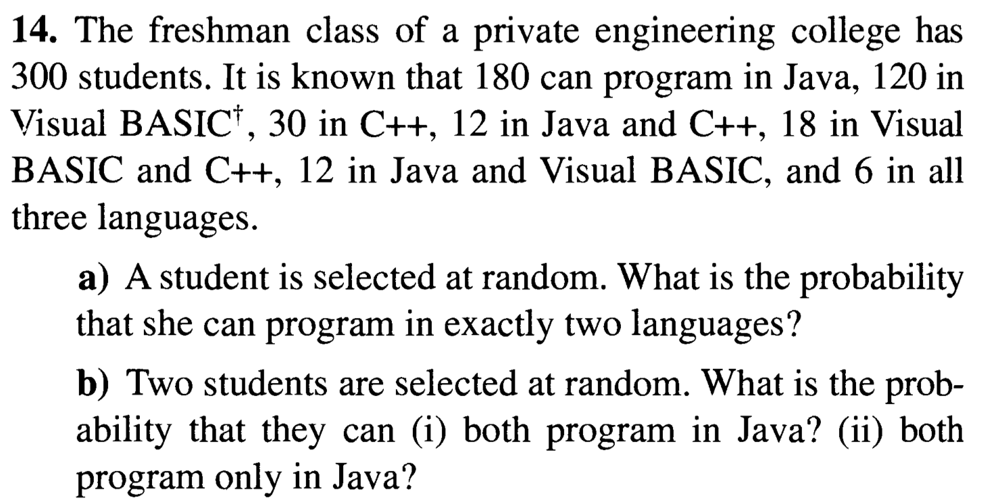 14. The freshman class of a private engineering college has
300 students. It is known that 180 can program in Java, 120 in
Visual BASIC†, 30 in C++, 12 in Java and C++, 18 in Visual
BASIC and C++, 12 in Java and Visual BASIC, and 6 in all
three languages.
a) A student is selected at random. What is the probability
that she can program in exactly two languages?
b) Two students are selected at random. What is the prob-
ability that they can (i) both program in Java? (ii) both
program only in Java?